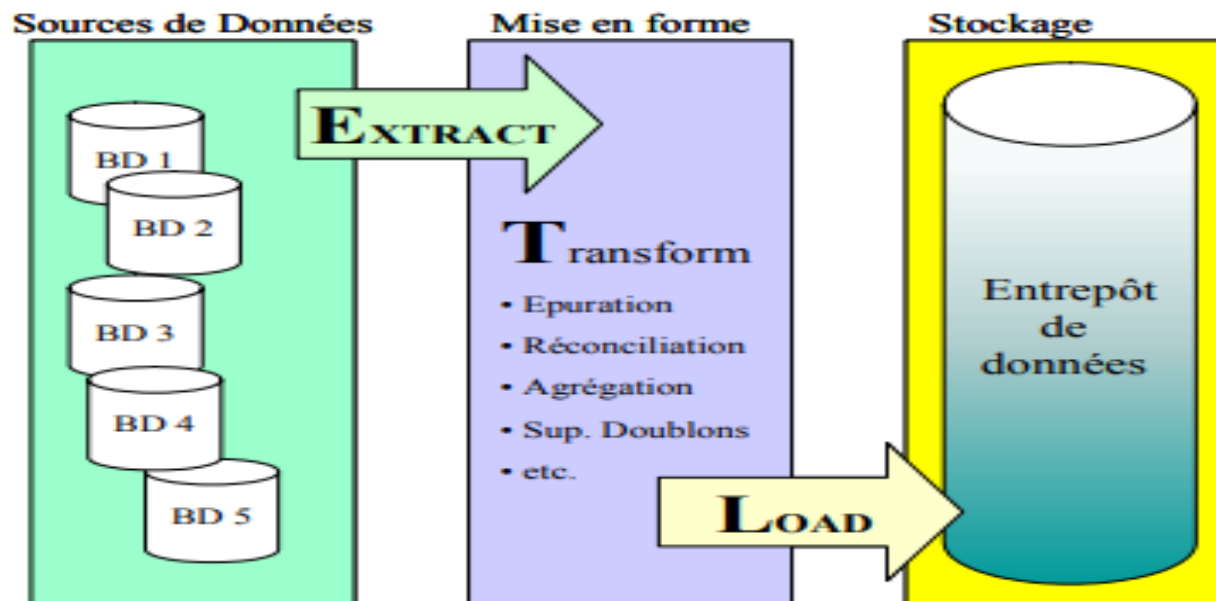 Sources de Données
Mise en forme
Stockage
BD 1
BD 2
BD 3
BD 4
BD 5
EXTRACT
Transform
• Epuration
• Réconciliation
• Agrégation
• Sup. Doublons
• etc.
LOAD
Entrepôt
de
données